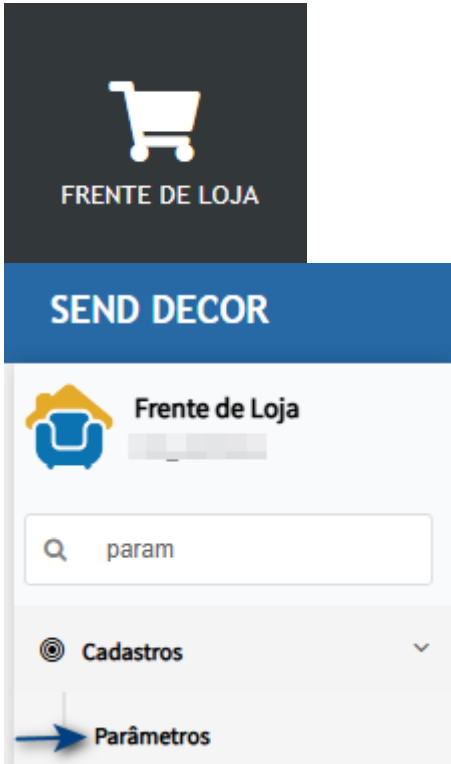 FRENTE DE LOJA
SEND DECOR
Frente de Loja
param
Cadastros
Parâmetros